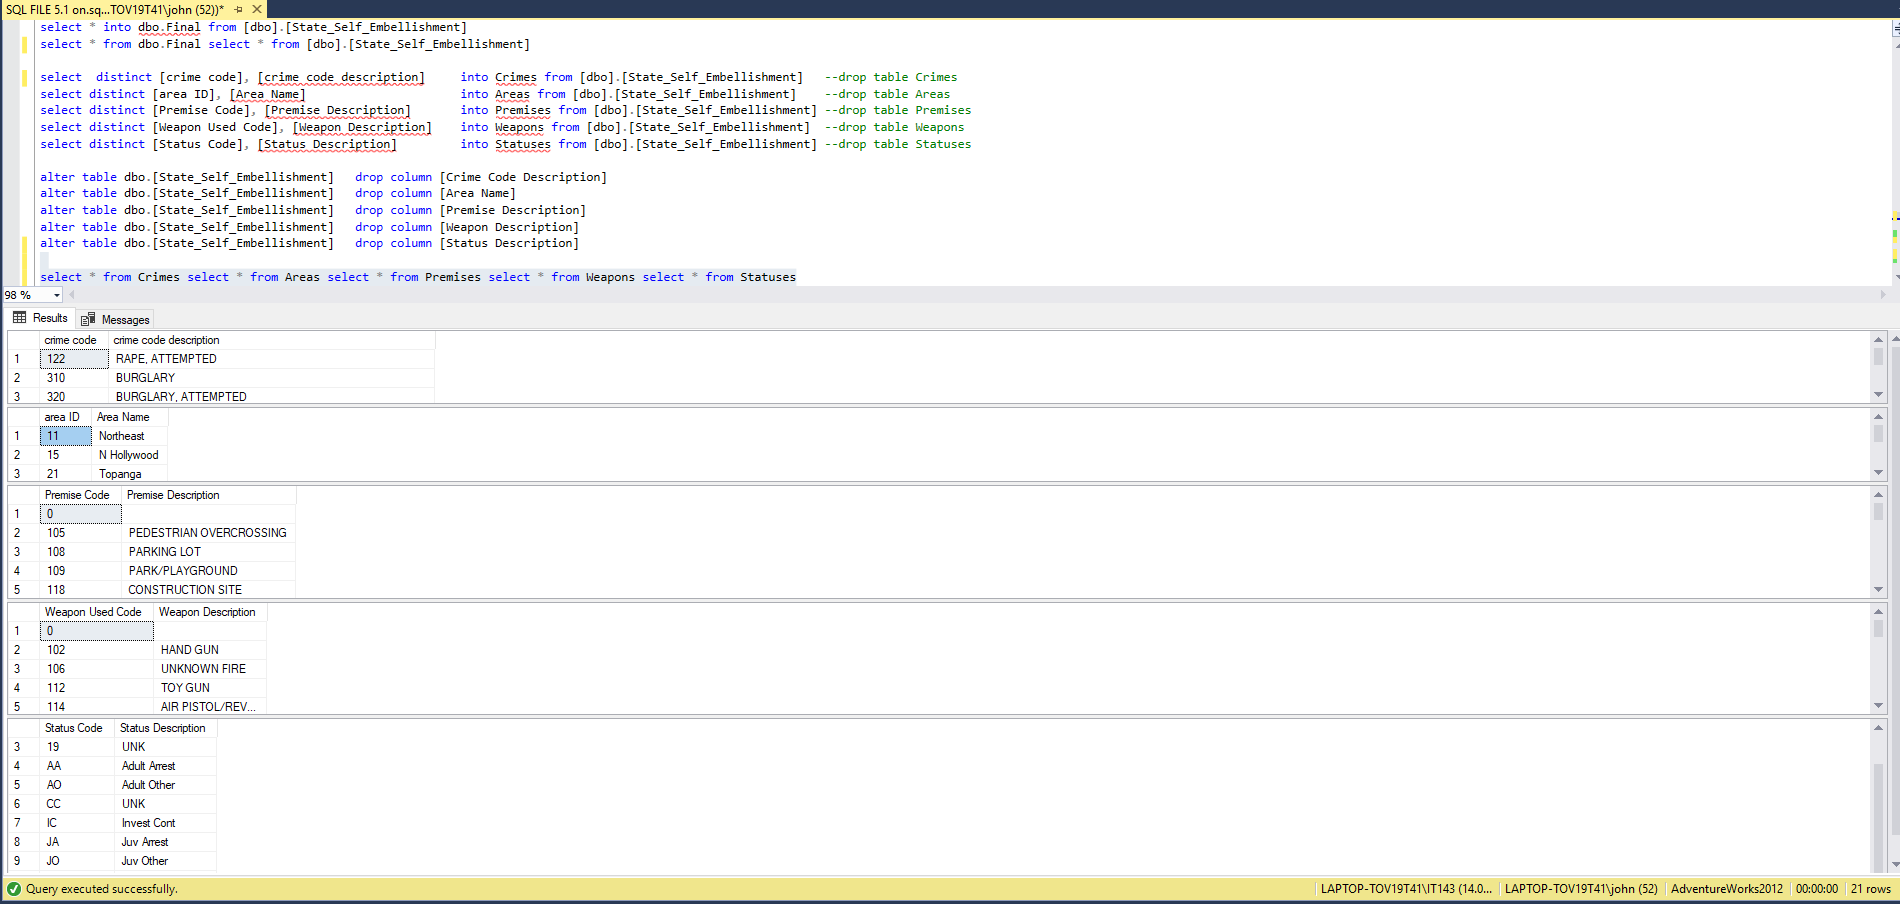 SQL FILE 5.1 on.sq...TOV19T41\john (52))*
select * into dbo.Final from [dbo].[State_Self_Embellishment]
select * from dbo.Final select * from [dbo].[State_Self_Embellishment]
select  distinct [crime code], [crime code description]     into Crimes from [dbo].[State_Self_Embellishment]   --drop table Crimes
select distinct [area ID], [Area Name]     into Areas from [dbo].[State_Self_Embellishment]    --drop table Areas
select distinct [Premise Code], [Premise Description]     into Premises from [dbo].[State_Self_Embellishment] --drop table Premises
select distinct [Weapon Used Code], [Weapon Description]    into Weapons from [dbo].[State_Self_Embellishment]  --drop table Weapons
select distinct [Status Code], [Status Description]     into Statuses from [dbo].[State_Self_Embellishment] --drop table Statuses
alter table dbo.[State_Self_Embellishment]   drop column [Crime Code Description]
alter table dbo.[State_Self_Embellishment]   drop column [Area Name]
alter table dbo.[State_Self_Embellishment]   drop column [Premise Description]
alter table dbo.[State_Self_Embellishment]   drop column [Weapon Description]
alter table dbo.[State_Self_Embellishment]   drop column [Status Description]
select * from Crimes select * from Areas select * from Premises select * from Weapons select * from Statuses
98 %
Results Messages
crime code crime code description
1 122 RAPE, ATTEMPTED
2 310 BURGLARY
3 320 BURGLARY, ATTEMPTED
area ID Area Name
1 11 Northeast
2 15 N Hollywood
3 21 Topanga
Premise Code Premise Description
1 0
2 105 PEDESTRIAN OVERCROSSING
3 108 PARKING LOT
4 109 PARK/PLAYGROUND
5 118 CONSTRUCTION SITE
Weapon Used Code Weapon Description
1 0
2 102 HAND GUN
3 106 UNKNOWN FIRE
4 112 TOY GUN
5 114 AIR PISTOL/REV...
Status Code Status Description
3 19 UNK
4 AA Adult Arrest
5 AO Adult Other
6 CC UNK
7 IC Invest Cont
8 JA Juv Arrest
9 JO Juv Other
Query executed successfully. LAPTOP-TOV19T41\IT143 (14.0... LAPTOP-TOV19T41\john (52) AdventureWorks2012 00:00:00 21 rows